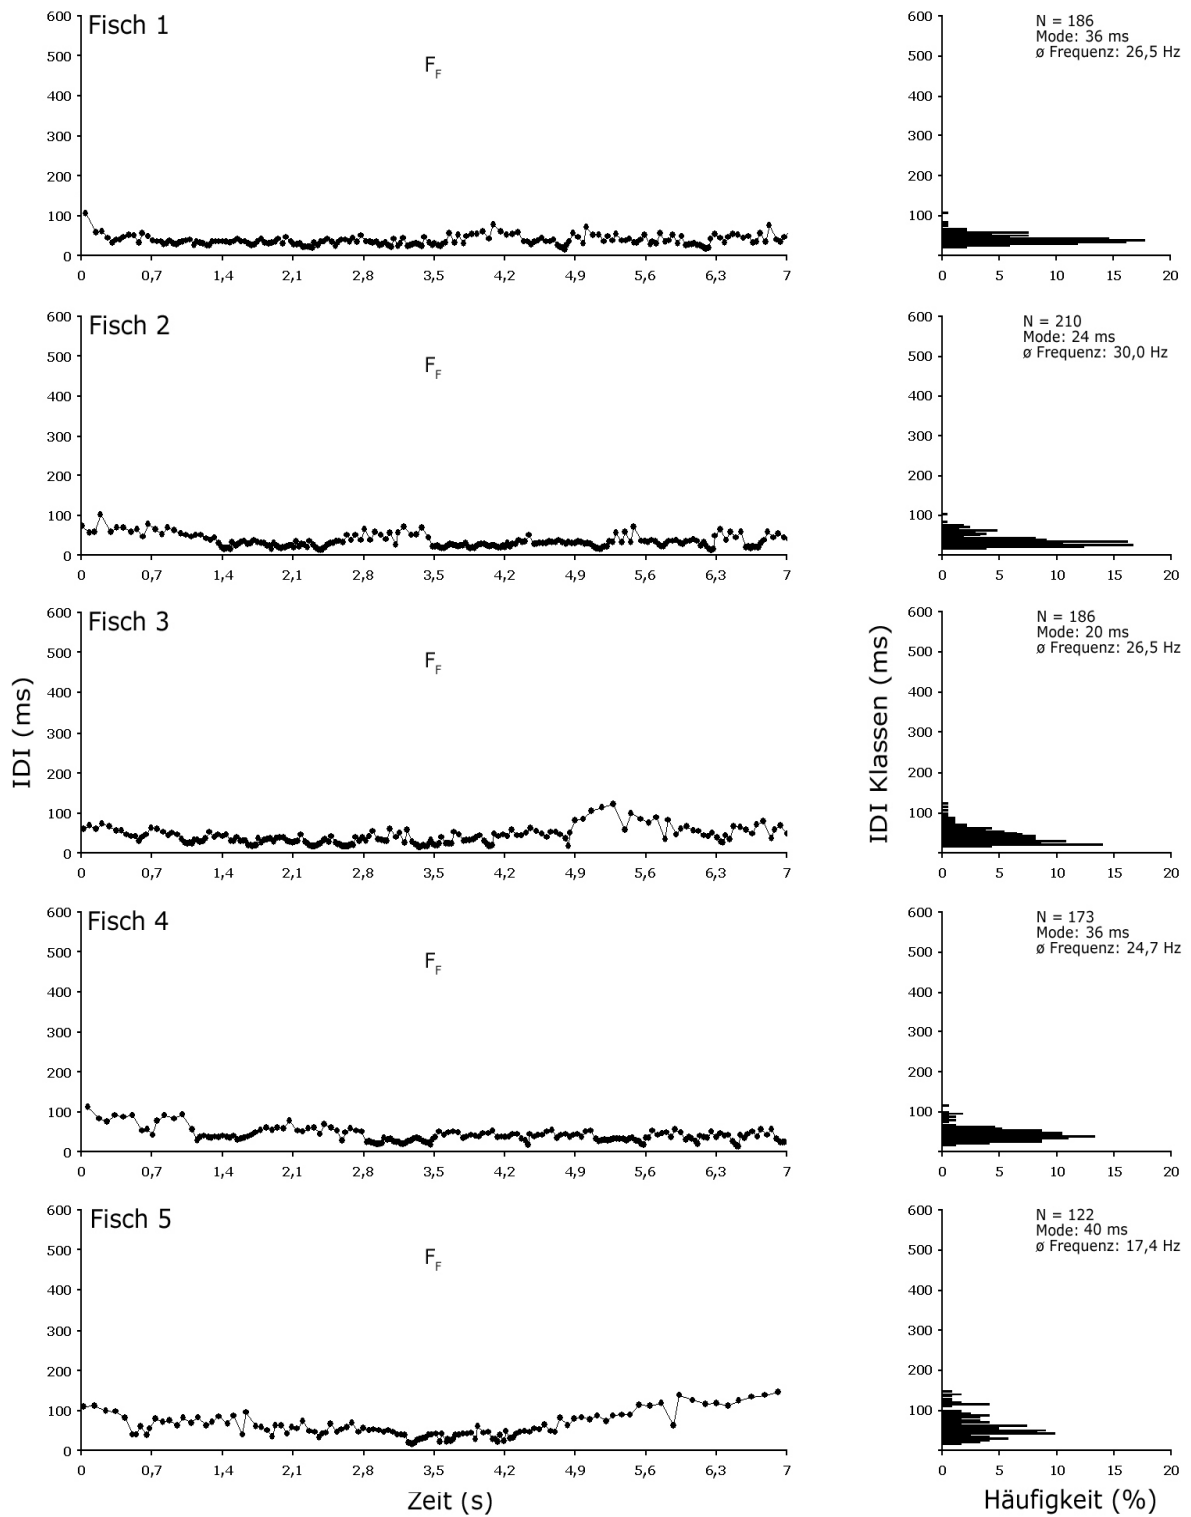 Fisch 1
F_F
600
500
400
300
200
100
0
0 0,7 1,4 2,1 2,8 3,5 4,2 4,9 5,6 6,3 7
N = 186
Mode: 36 ms
ø Frequenz: 26,5 Hz
600
500
400
300
200
100
0 5 10 15 20
Fisch 2
F_F
600
500
400
300
200
100
0
0 0,7 1,4 2,1 2,8 3,5 4,2 4,9 5,6 6,3 7
N = 210
Mode: 24 ms
ø Frequenz: 30,0 Hz
600
500
400
300
200
100
0 5 10 15 20
Fisch 3
F_F
600
500
400
300
200
100
0
0 0,7 1,4 2,1 2,8 3,5 4,2 4,9 5,6 6,3 7
IDI (ms)
N = 186
Mode: 20 ms
ø Frequenz: 26,5 Hz
600
500
400
300
200
100
0 5 10 15 20
IDI Klassen (ms)
Fisch 4
F_F
600
500
400
300
200
100
0
0 0,7 1,4 2,1 2,8 3,5 4,2 4,9 5,6 6,3 7
N = 173
Mode: 36 ms
ø Frequenz: 24,7 Hz
600
500
400
300
200
100
0 5 10 15 20
Fisch 5
F_F
600
500
400
300
200
100
0
0 0,7 1,4 2,1 2,8 3,5 4,2 4,9 5,6 6,3 7
Zeit (s)
N = 122
Mode: 40 ms
ø Frequenz: 17,4 Hz
600
500
400
300
200
100
0 5 10 15 20
Häufigkeit (%)